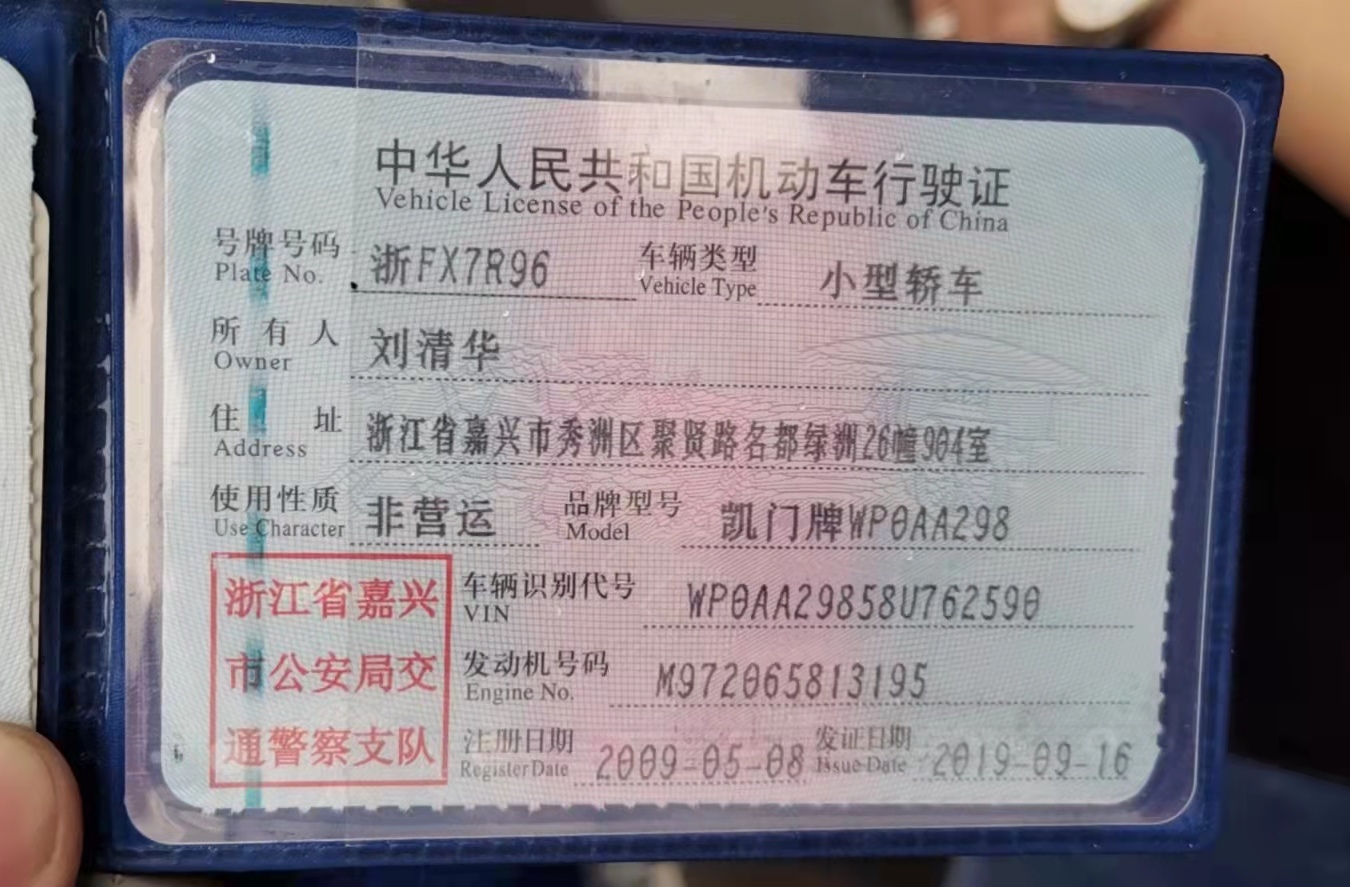 中华人民共和国机动车行驶证
Vehicle License of the People's Republic of China
号牌号码 浙FX7R96 车辆类型 小型轿车
Plate No. Vehicle Type
所有人 刘清华
Owner
住址 浙江省嘉兴市秀洲区聚贤路名都绿洲26幢904室
Address
使用性质 非营运 品牌型号 凯门牌WP0AA298
Use Character Model
浙江省嘉兴 车辆识别代号 WP0AA29858U762590
VIN
市公安局交 发动机号码 M972065813195
Engine No.
通警察支队 注册日期 2009-05-08 发证日期 2019-09-16
Register Date Issue Date